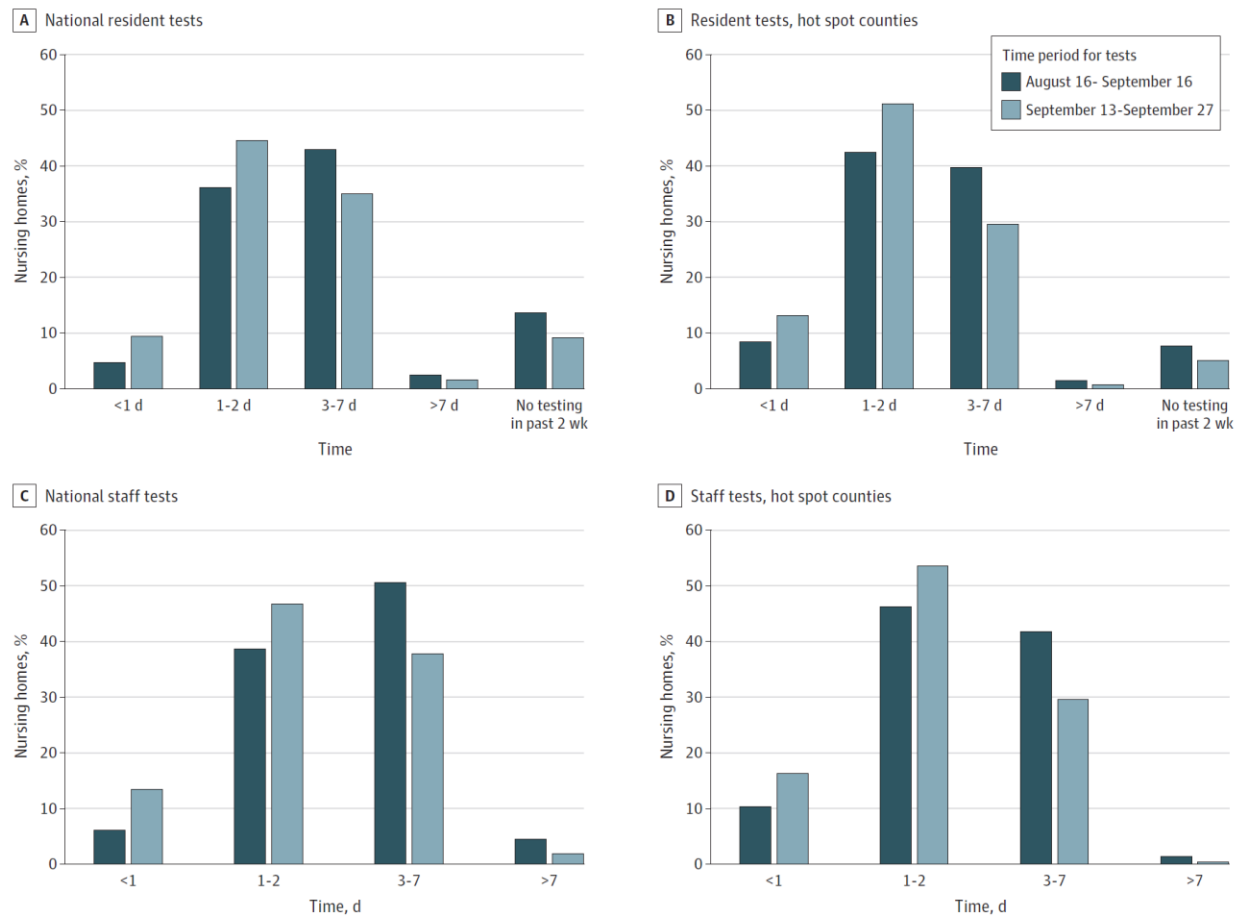 A National resident tests
60
50
40
30
20
10
0
Nursing homes, %
<1 d 1-2 d 3-7 d >7 d No testing
in past 2 wk
Time
B Resident tests, hot spot counties
Time period for tests
August 16- September 16
September 13-September 27
60
50
40
30
20
10
0
Nursing homes, %
<1 d 1-2 d 3-7 d >7 d No testing
in past 2 wk
Time
C National staff tests
60
50
40
30
20
10
0
Nursing homes, %
<1 1-2 3-7 >7
Time, d
D Staff tests, hot spot counties
60
50
40
30
20
10
0
Nursing homes, %
<1 1-2 3-7 >7
Time, d